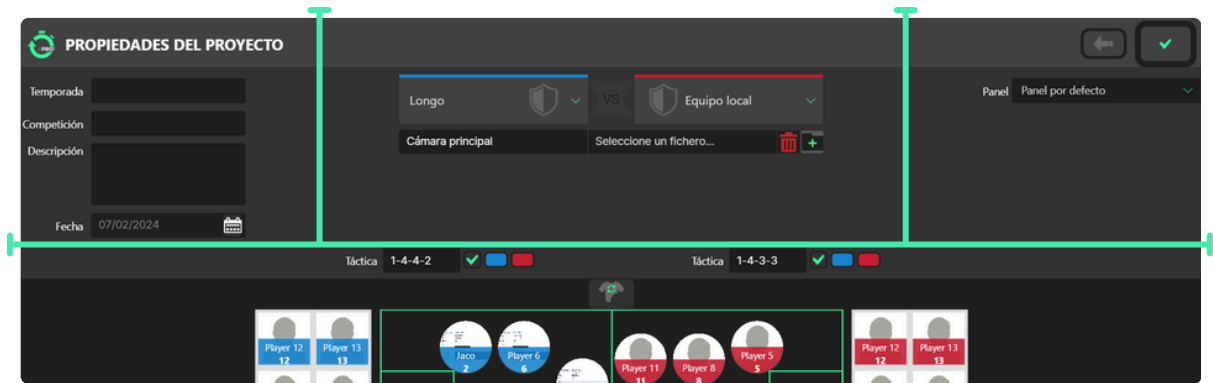 PRO
PROPIEDADES DEL PROYECTO
Temporada
Competición
Descripción
Fecha 07/02/2024
Longo VS Equipo local
Cámara principal Seleccione un fichero...
Panel Panel por defecto
Táctica 1-4-4-2
Táctica 1-4-3-3
Player 12
12
Player 13
13
Jaco
2
Player 6
6
Player 11
11
Player 8
8
Player 5
5
Player 12
12
Player 13
13